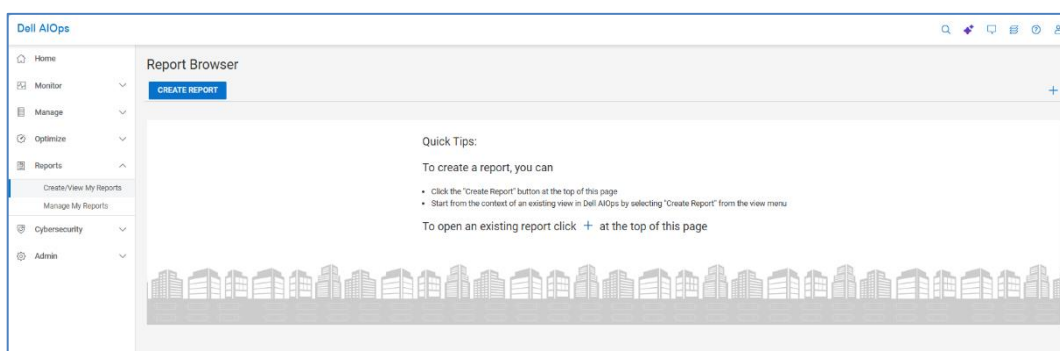 Dell AIOps
Home
Monitor
Manage
Optimize
Reports
Create/View My Reports
Manage My Reports
Cybersecurity
Admin
Report Browser
CREATE REPORT
Quick Tips:
To create a report, you can
• Click the "Create Report" button at the top of this page
• Start from the context of an existing view in Dell AIOps by selecting "Create Report" from the view menu
To open an existing report click + at the top of this page